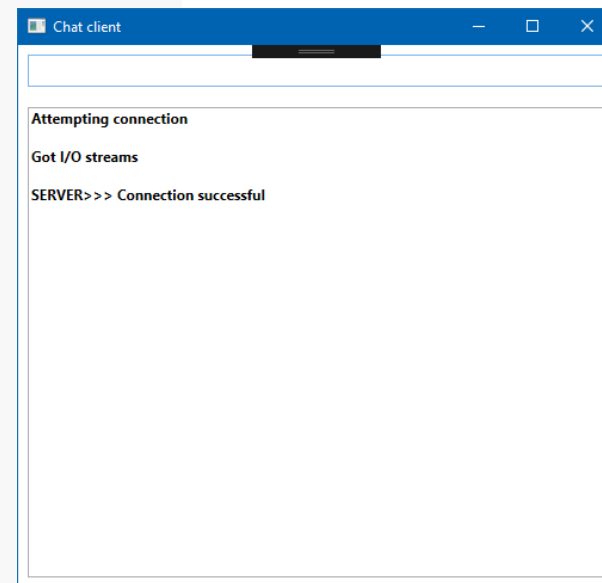 Chat client
Attempting connection
Got I/O streams
SERVER>>> Connection successful